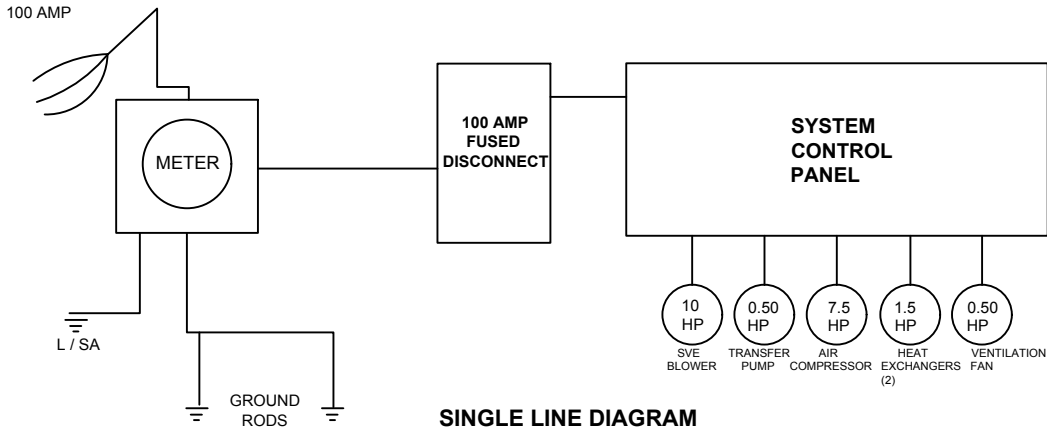 100 AMP
METER
100 AMP
FUSED
DISCONNECT
SYSTEM
CONTROL
PANEL
10
HP
0.50
HP
7.5
HP
1.5
HP
0.50
HP
SVE
BLOWER
TRANSFER
PUMP
AIR
COMPRESSOR
HEAT
EXCHANGERS
(2)
VENTILATION
FAN
L / SA
GROUND
RODS
SINGLE LINE DIAGRAM